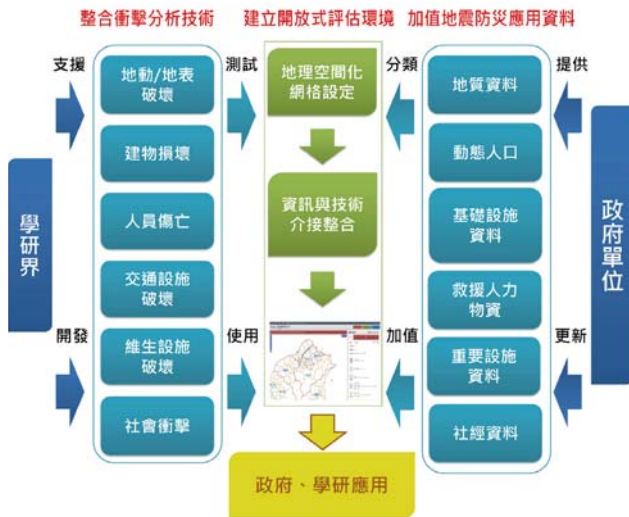 整合衝擊分析技術
建立開放式評估環境
加值地震防災應用資料
支援
測試
分類
提供
學研界
地動/地表
破壞
建物損壞
人員傷亡
交通設施
破壞
維生設施
破壞
社會衝擊
地理空間化
網格設定
資訊與技術
介接整合
地質資料
動態人口
基礎設施
資料
救援人力
物資
重要設施
資料
社經資料
政府單位
開發
使用
加值
更新
政府、學研應用